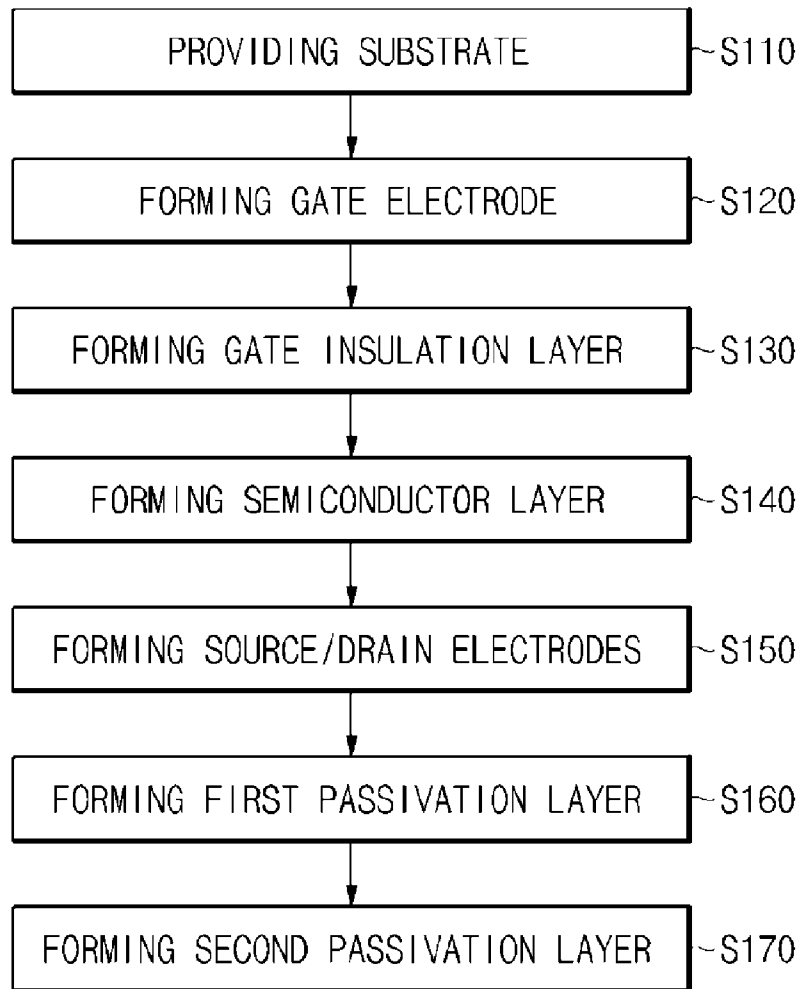 PROVIDING SUBSTRATE ~S110
FORMING GATE ELECTRODE ~S120
FORMING GATE INSULATION LAYER ~S130
FORMING SEMICONDUCTOR LAYER ~S140
FORMING SOURCE/DRAIN ELECTRODES ~S150
FORMING FIRST PASSIVATION LAYER ~S160
FORMING SECOND PASSIVATION LAYER ~S170